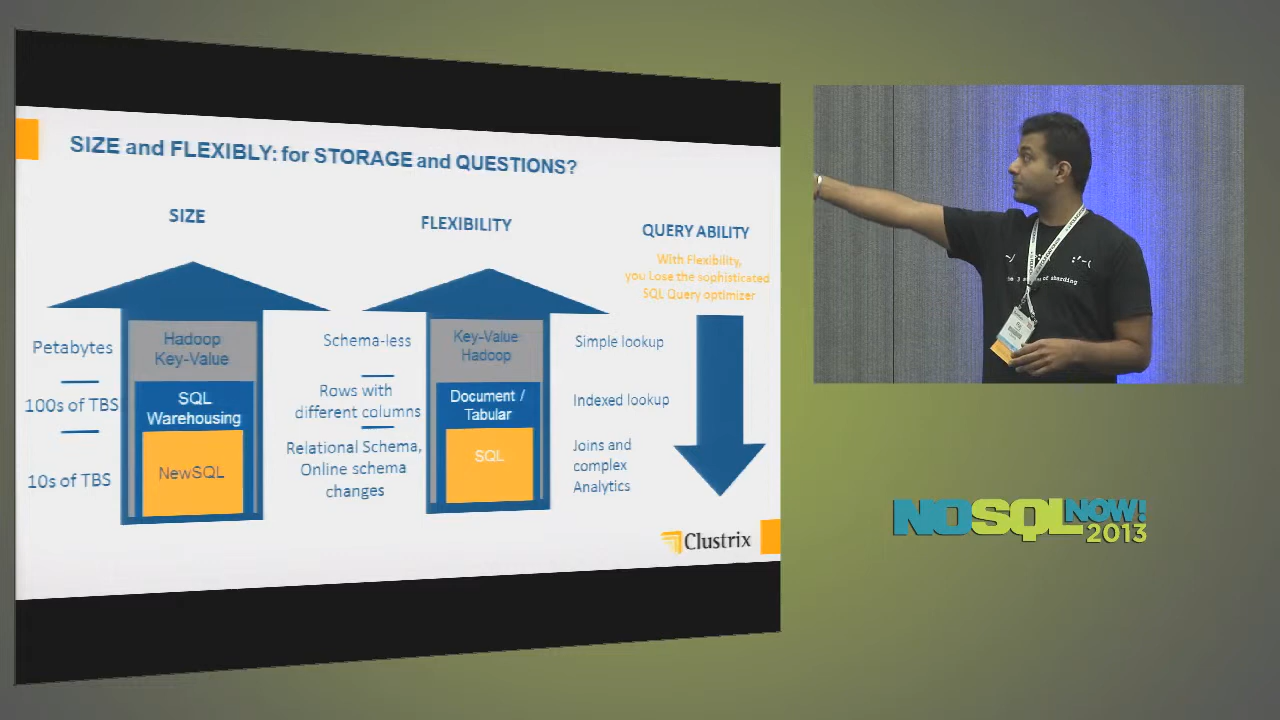 SIZE and FLEXIBLY: for STORAGE and QUESTIONS?
SIZE
Petabytes
100s of TBS
10s of TBS
Hadoop
Key-Value
SQL
Warehousing
NewSQL
FLEXIBILITY
Schema-less
Rows with
different columns
Relational Schema,
Online schema
changes
Key-Value
Hadoop
Document /
Tabular
SQL
QUERY ABILITY
With Flexibility,
you Lose the sophisticated
SQL Query optimizer
Simple lookup
Indexed lookup
Joins and
complex
Analytics
Clustrix
of sharding
NOSQL NOW!
2013